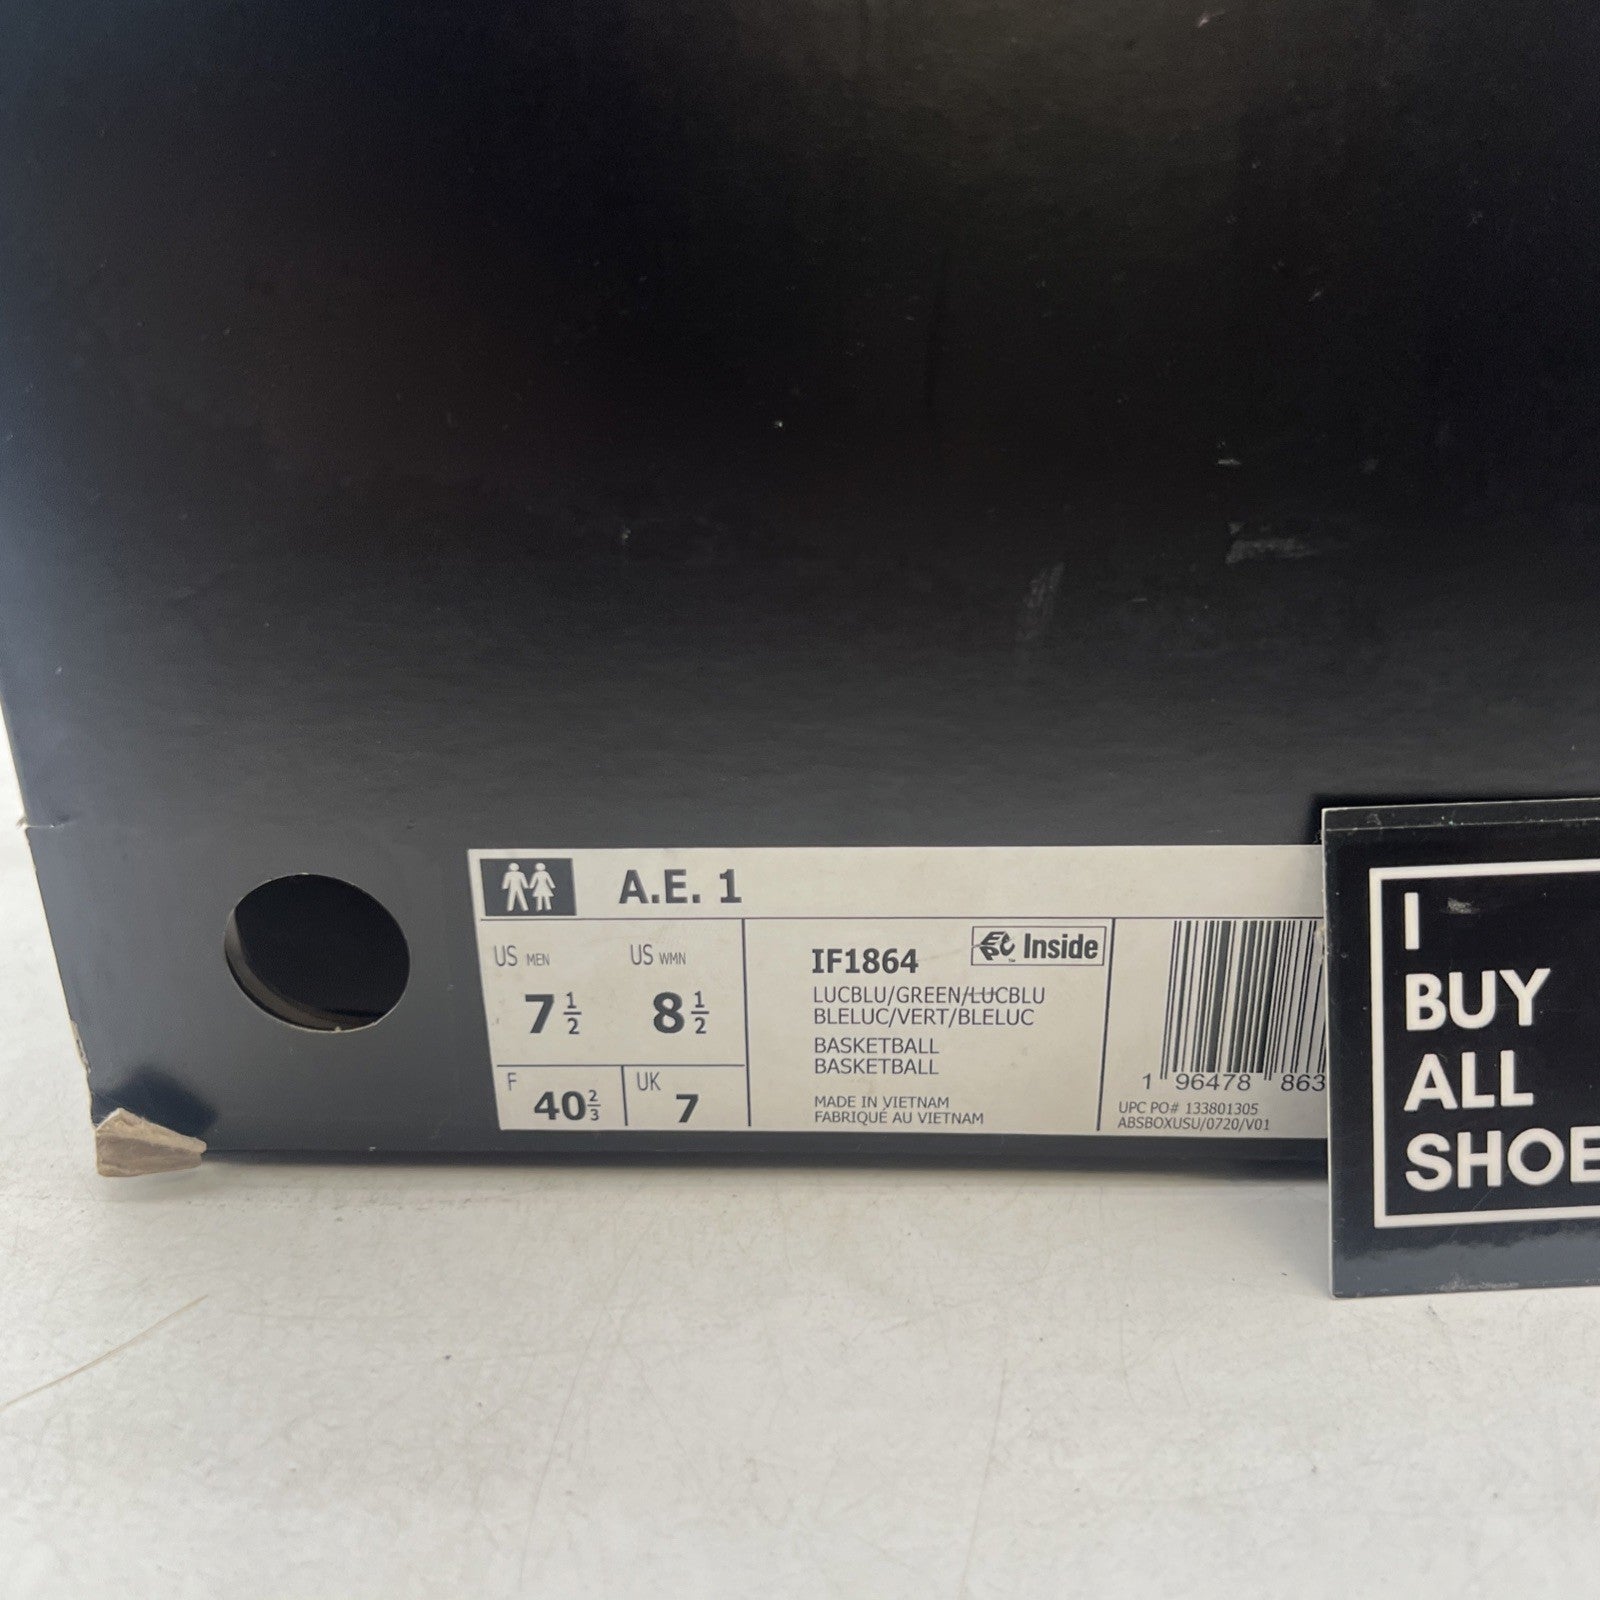 A.E. 1
US MEN
7 1/2
US WMN
8 1/2
F 40 2/3
UK 7
IF1864
Inside
LUCBLU/GREEN/LUCBLU
BLELUC/VERT/BLELUC
BASKETBALL
BASKETBALL
MADE IN VIETNAM
FABRIQUÉ AU VIETNAM
1 96478 863
UPC PO# 133801305
ABSBOXUSU/0720/V01
I
BUY
ALL
SHOE